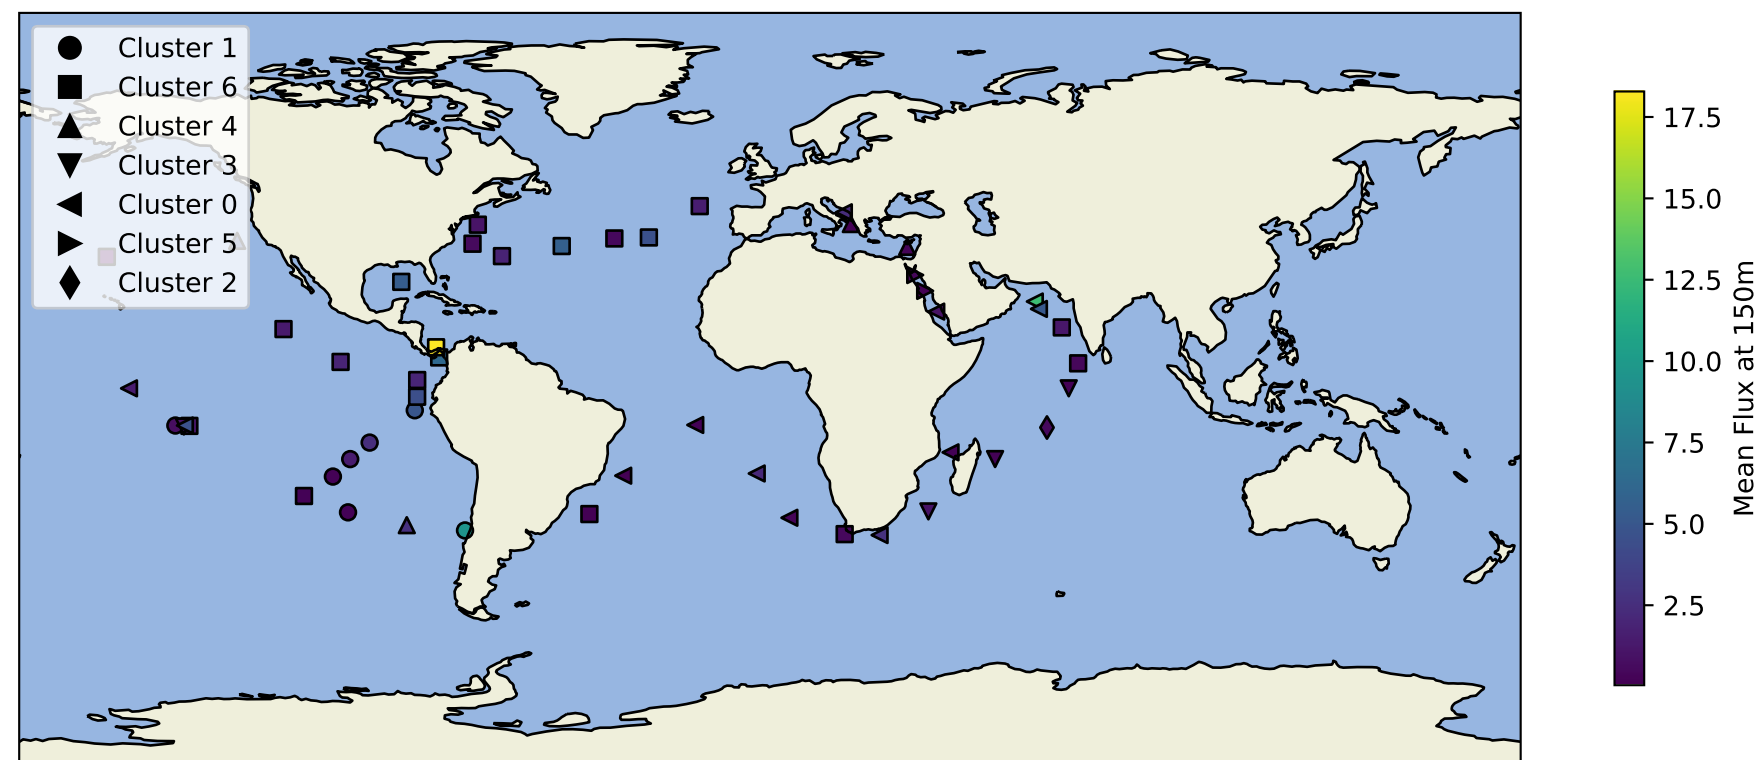 Cluster 1
Cluster 6
Cluster 4
Cluster 3
Cluster 0
Cluster 5
Cluster 2
17.5
15.0
12.5
10.0
7.5
5.0
2.5
Mean Flux at 150m